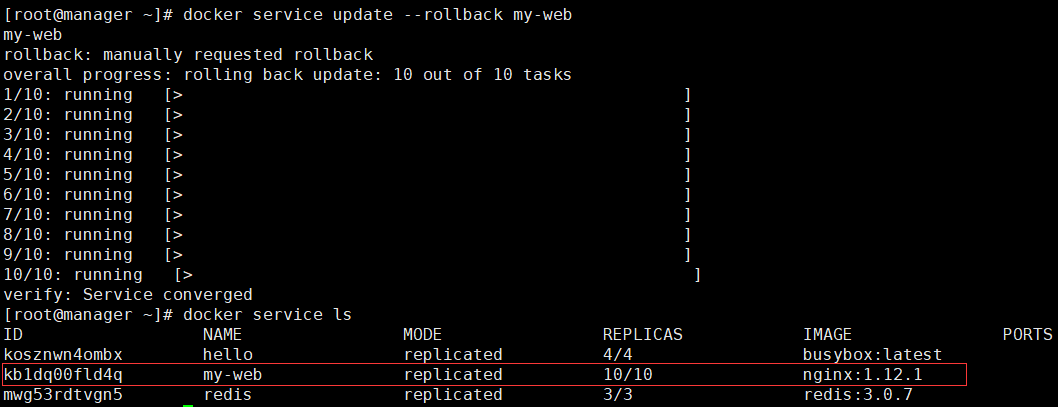 [root@manager ~]# docker service update --rollback my-web
my-web
rollback: manually requested rollback
overall progress: rolling back update: 10 out of 10 tasks
1/10: running   [>                                                  ]
2/10: running   [>                                                  ]
3/10: running   [>                                                  ]
4/10: running   [>                                                  ]
5/10: running   [>                                                  ]
6/10: running   [>                                                  ]
7/10: running   [>                                                  ]
8/10: running   [>                                                  ]
9/10: running   [>                                                  ]
10/10: running   [>                                                  ]
verify: Service converged
[root@manager ~]# docker service ls
ID                  NAME                MODE                REPLICAS            IMAGE               PORTS
kosznwn4ombx        hello               replicated          4/4                 busybox:latest
kb1dq00fld4q        my-web              replicated          10/10               nginx:1.12.1
mwg53rdtvgn5        redis               replicated          3/3                 redis:3.0.7